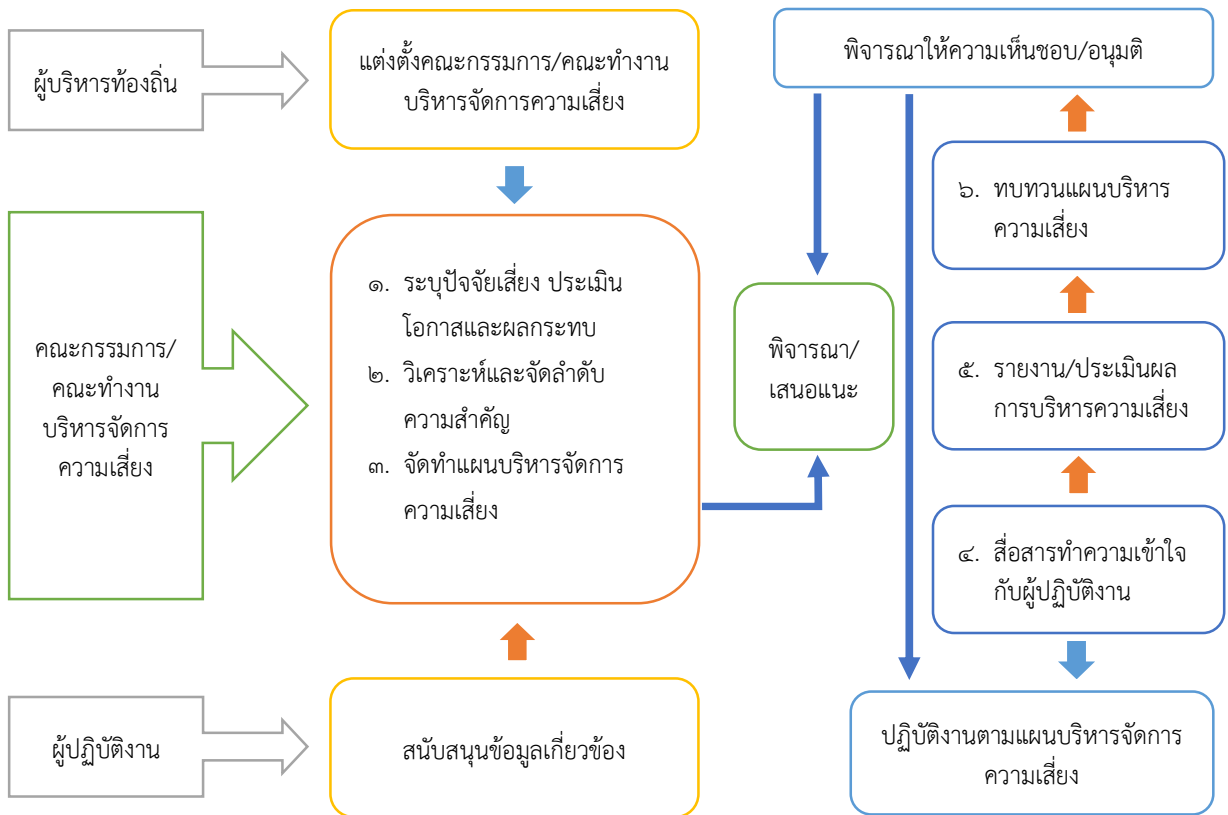 ผู้บริหารท้องถิ่น
แต่งตั้งคณะกรรมการ/คณะทำงาน
บริหารจัดการความเสี่ยง
พิจารณาให้ความเห็นชอบ/อนุมติ
คณะกรรมการ/
คณะทำงาน
บริหารจัดการ
ความเสี่ยง
๑. ระบุปัจจัยเสี่ยง ประเมิน
โอกาสและผลกระทบ
๒. วิเคราะห์และจัดลำดับ
ความสำคัญ
๓. จัดทำแผนบริหารจัดการ
ความเสี่ยง
พิจารณา/
เสนอแนะ
๖. ทบทวนแผนบริหาร
ความเสี่ยง
๕. รายงาน/ประเมินผล
การบริหารความเสี่ยง
๔. สื่อสารทำความเข้าใจ
กับผู้ปฏิบัติงาน
ผู้ปฏิบัติงาน
สนับสนุนข้อมูลเกี่ยวข้อง
ปฏิบัติงานตามแผนบริหารจัดการ
ความเสี่ยง